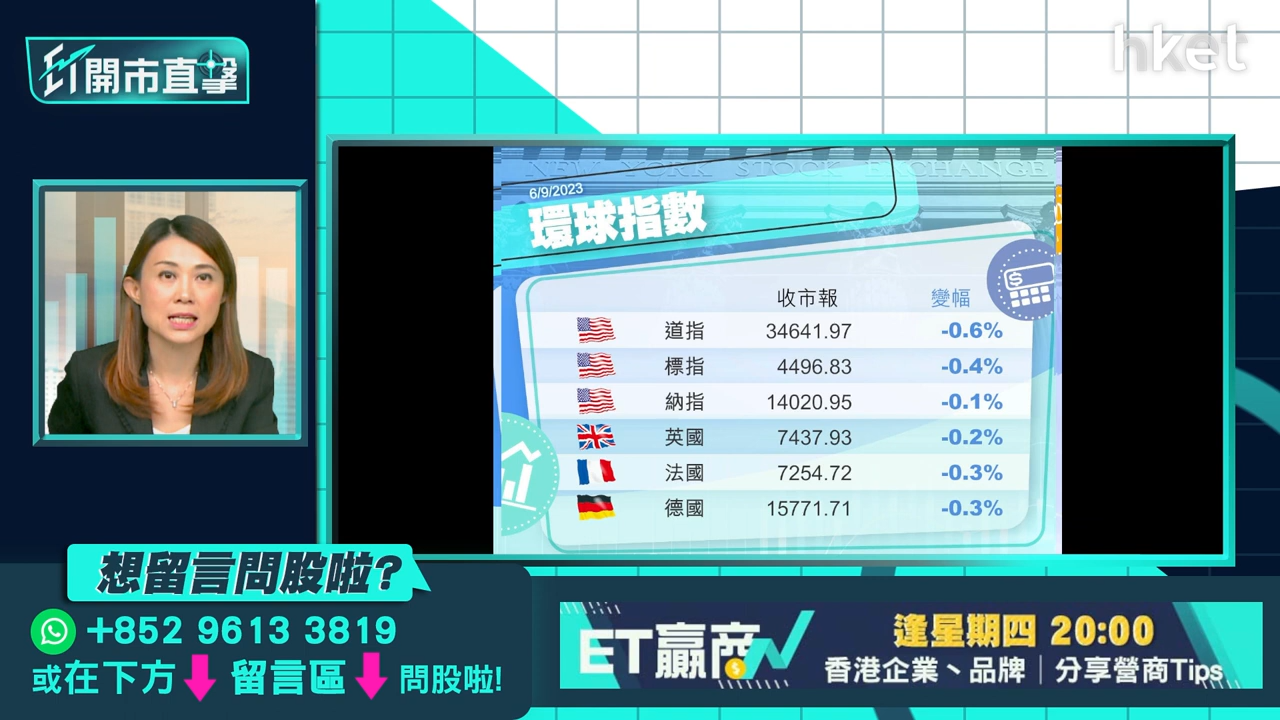 ET開市直擊
hket
NEW YORK STOCK EXCHANGE
6/9/2023
環球指數
收市報 變幅
道指 34641.97 -0.6%
標指 4496.83 -0.4%
納指 14020.95 -0.1%
英國 7437.93 -0.2%
法國 7254.72 -0.3%
德國 15771.71 -0.3%
想留言問股啦?
+852 9613 3819
或在下方 留言區 問股啦!
ET贏商
逢星期四 20:00
香港企業、品牌｜分享營商Tips